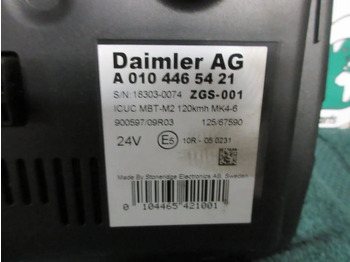 Daimler AG
A 010 446 54 21
S/N: 18303-0074 ZGS-001
ICUC MBT-M2 120kmh MK4-6
900597/09R03 125/67590
24V E5 10R - 05 0231
Made By Stoneridge Electronics AB, Sweden
0 104465 421001